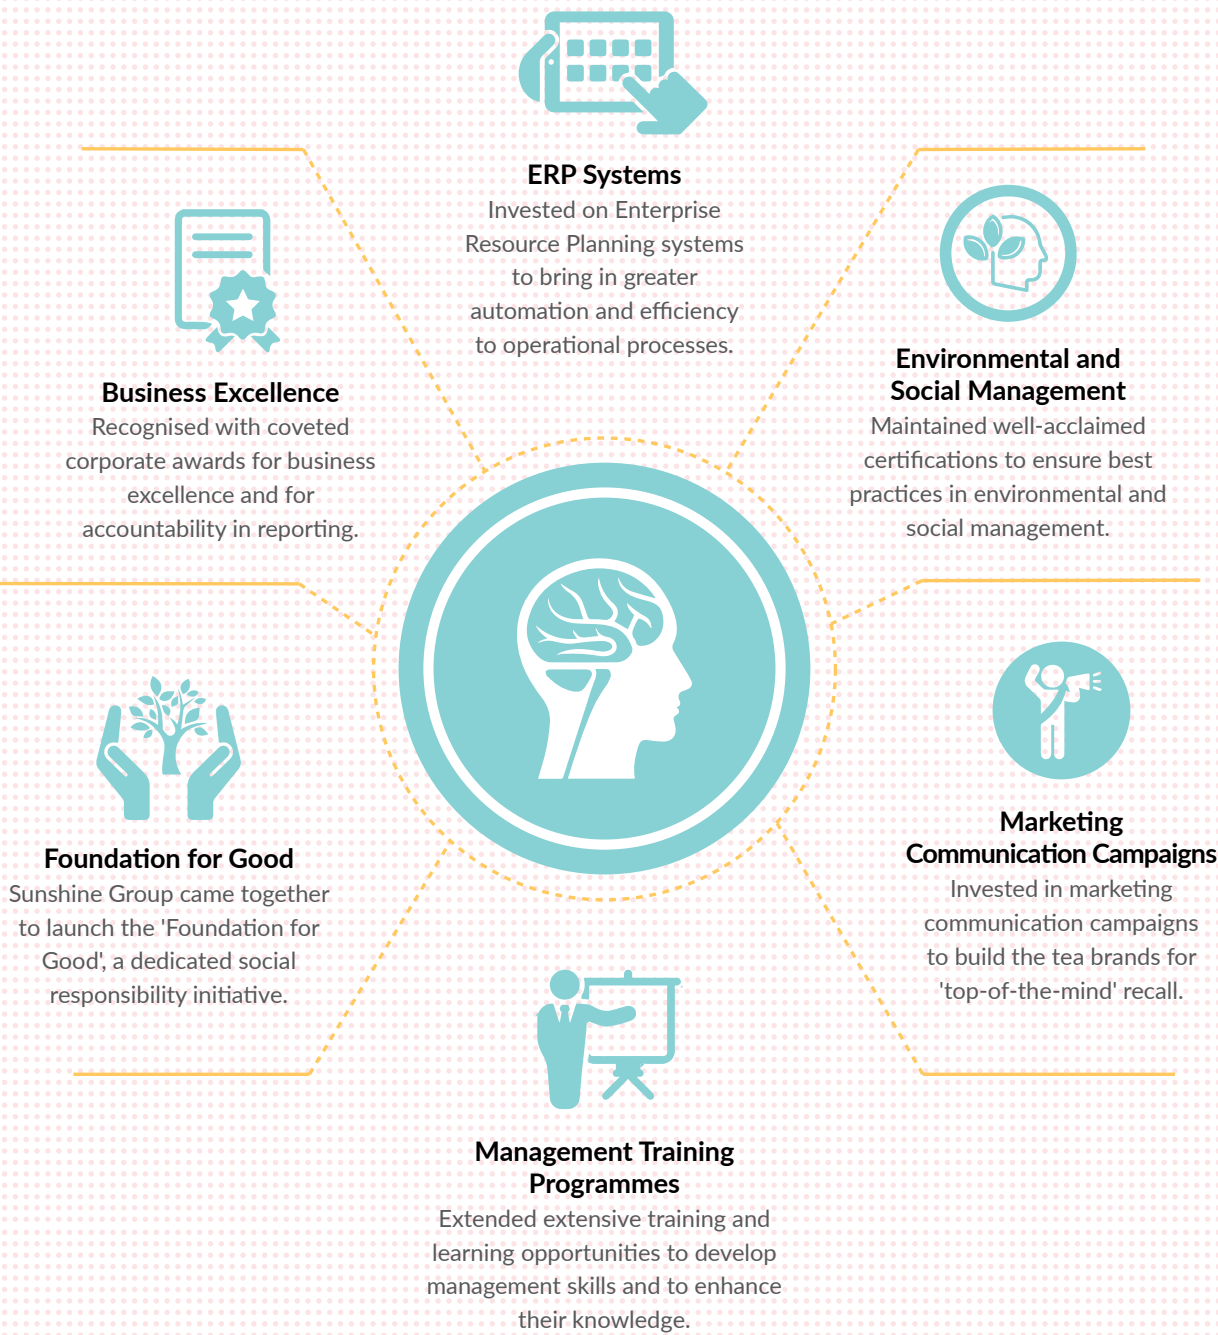 ERP Systems
Invested on Enterprise
Resource Planning systems
to bring in greater
automation and efficiency
to operational processes.
Business Excellence
Recognised with coveted
corporate awards for business
excellence and for
accountability in reporting.
Environmental and
Social Management
Maintained well-acclaimed
certifications to ensure best
practices in environmental and
social management.
Foundation for Good
Sunshine Group came together
to launch the 'Foundation for
Good', a dedicated social
responsibility initiative.
Marketing
Communication Campaigns
Invested in marketing
communication campaigns
to build the tea brands for
'top-of-the-mind' recall.
Management Training
Programmes
Extended extensive training and
learning opportunities to develop
management skills and to enhance
their knowledge.